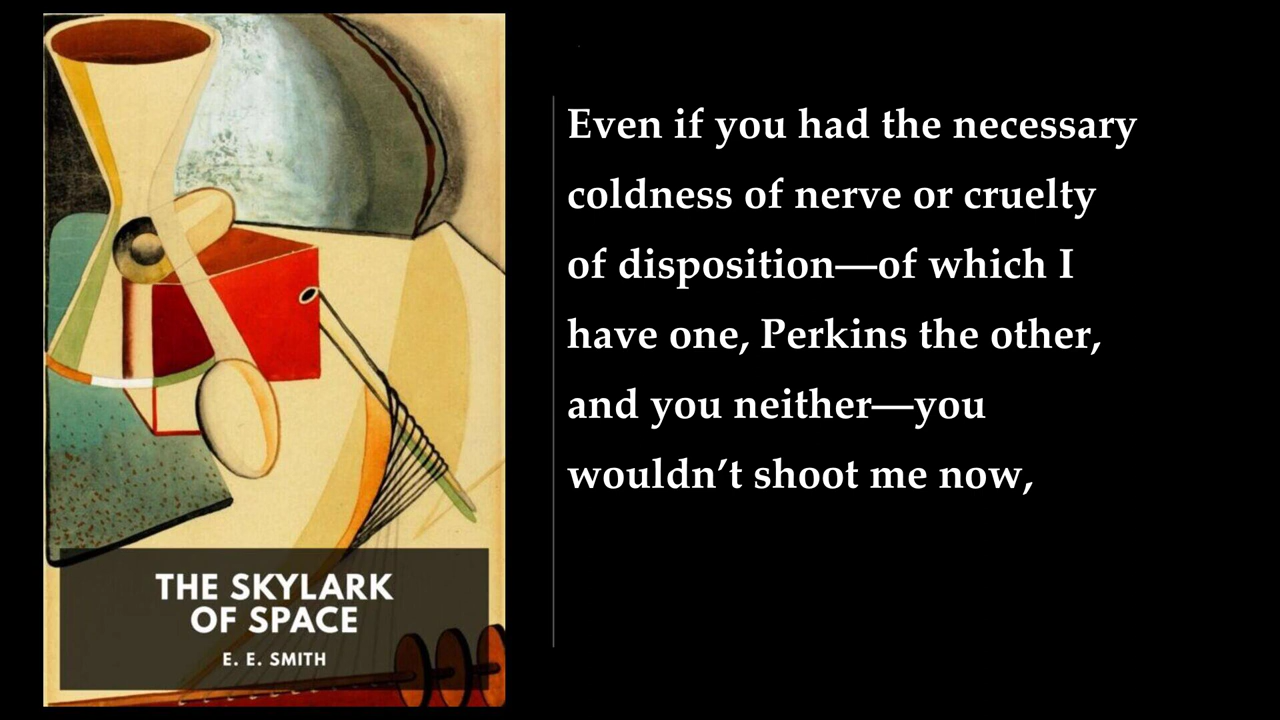 THE SKYLARK
OF SPACE
E. E. SMITH
Even if you had the necessary
coldness of nerve or cruelty
of disposition—of which I
have one, Perkins the other,
and you neither—you
wouldn’t shoot me now,